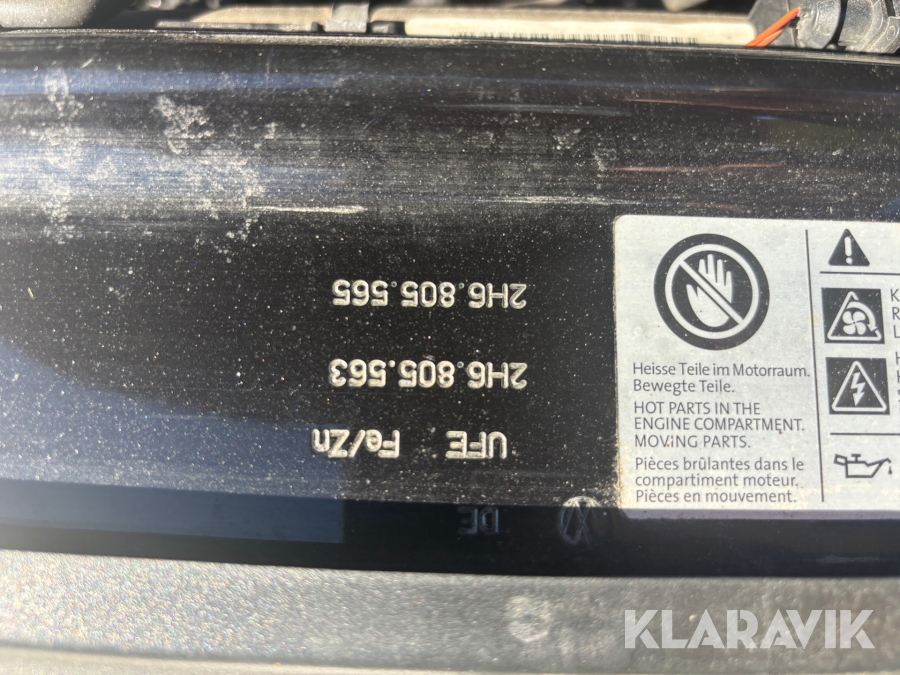 2H6.805.565
2H6.805.563
UFE Fe/Zn
DE
Heisse Teile im Motorraum.
Bewegte Teile.
HOT PARTS IN THE
ENGINE COMPARTMENT.
MOVING PARTS.
Pièces brûlantes dans le
compartiment moteur.
Pièces en mouvement.
K
R
L
H
KLARAVIK